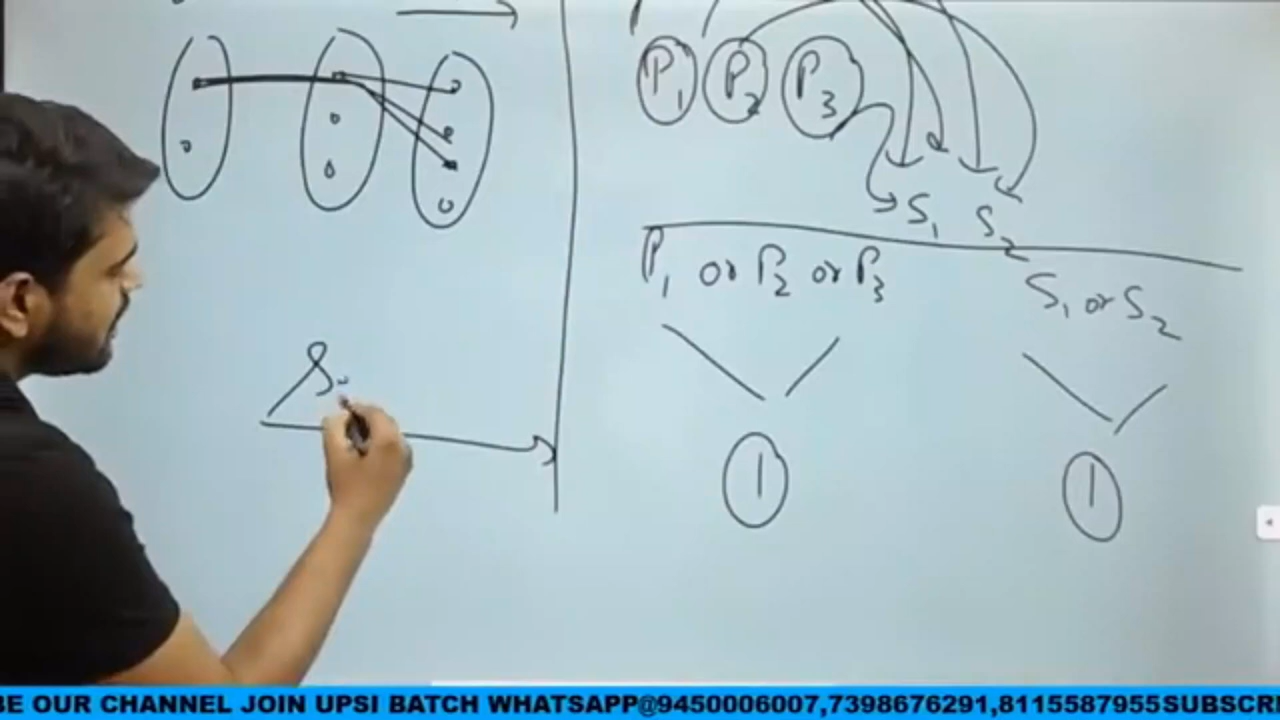 P1 P2 P3
S1 S2
P1 or P2 or P3
S1 or S2
1 1
BE OUR CHANNEL JOIN UPSI BATCH WHATSAPP@9450006007,7398676291,8115587955SUBSCRI